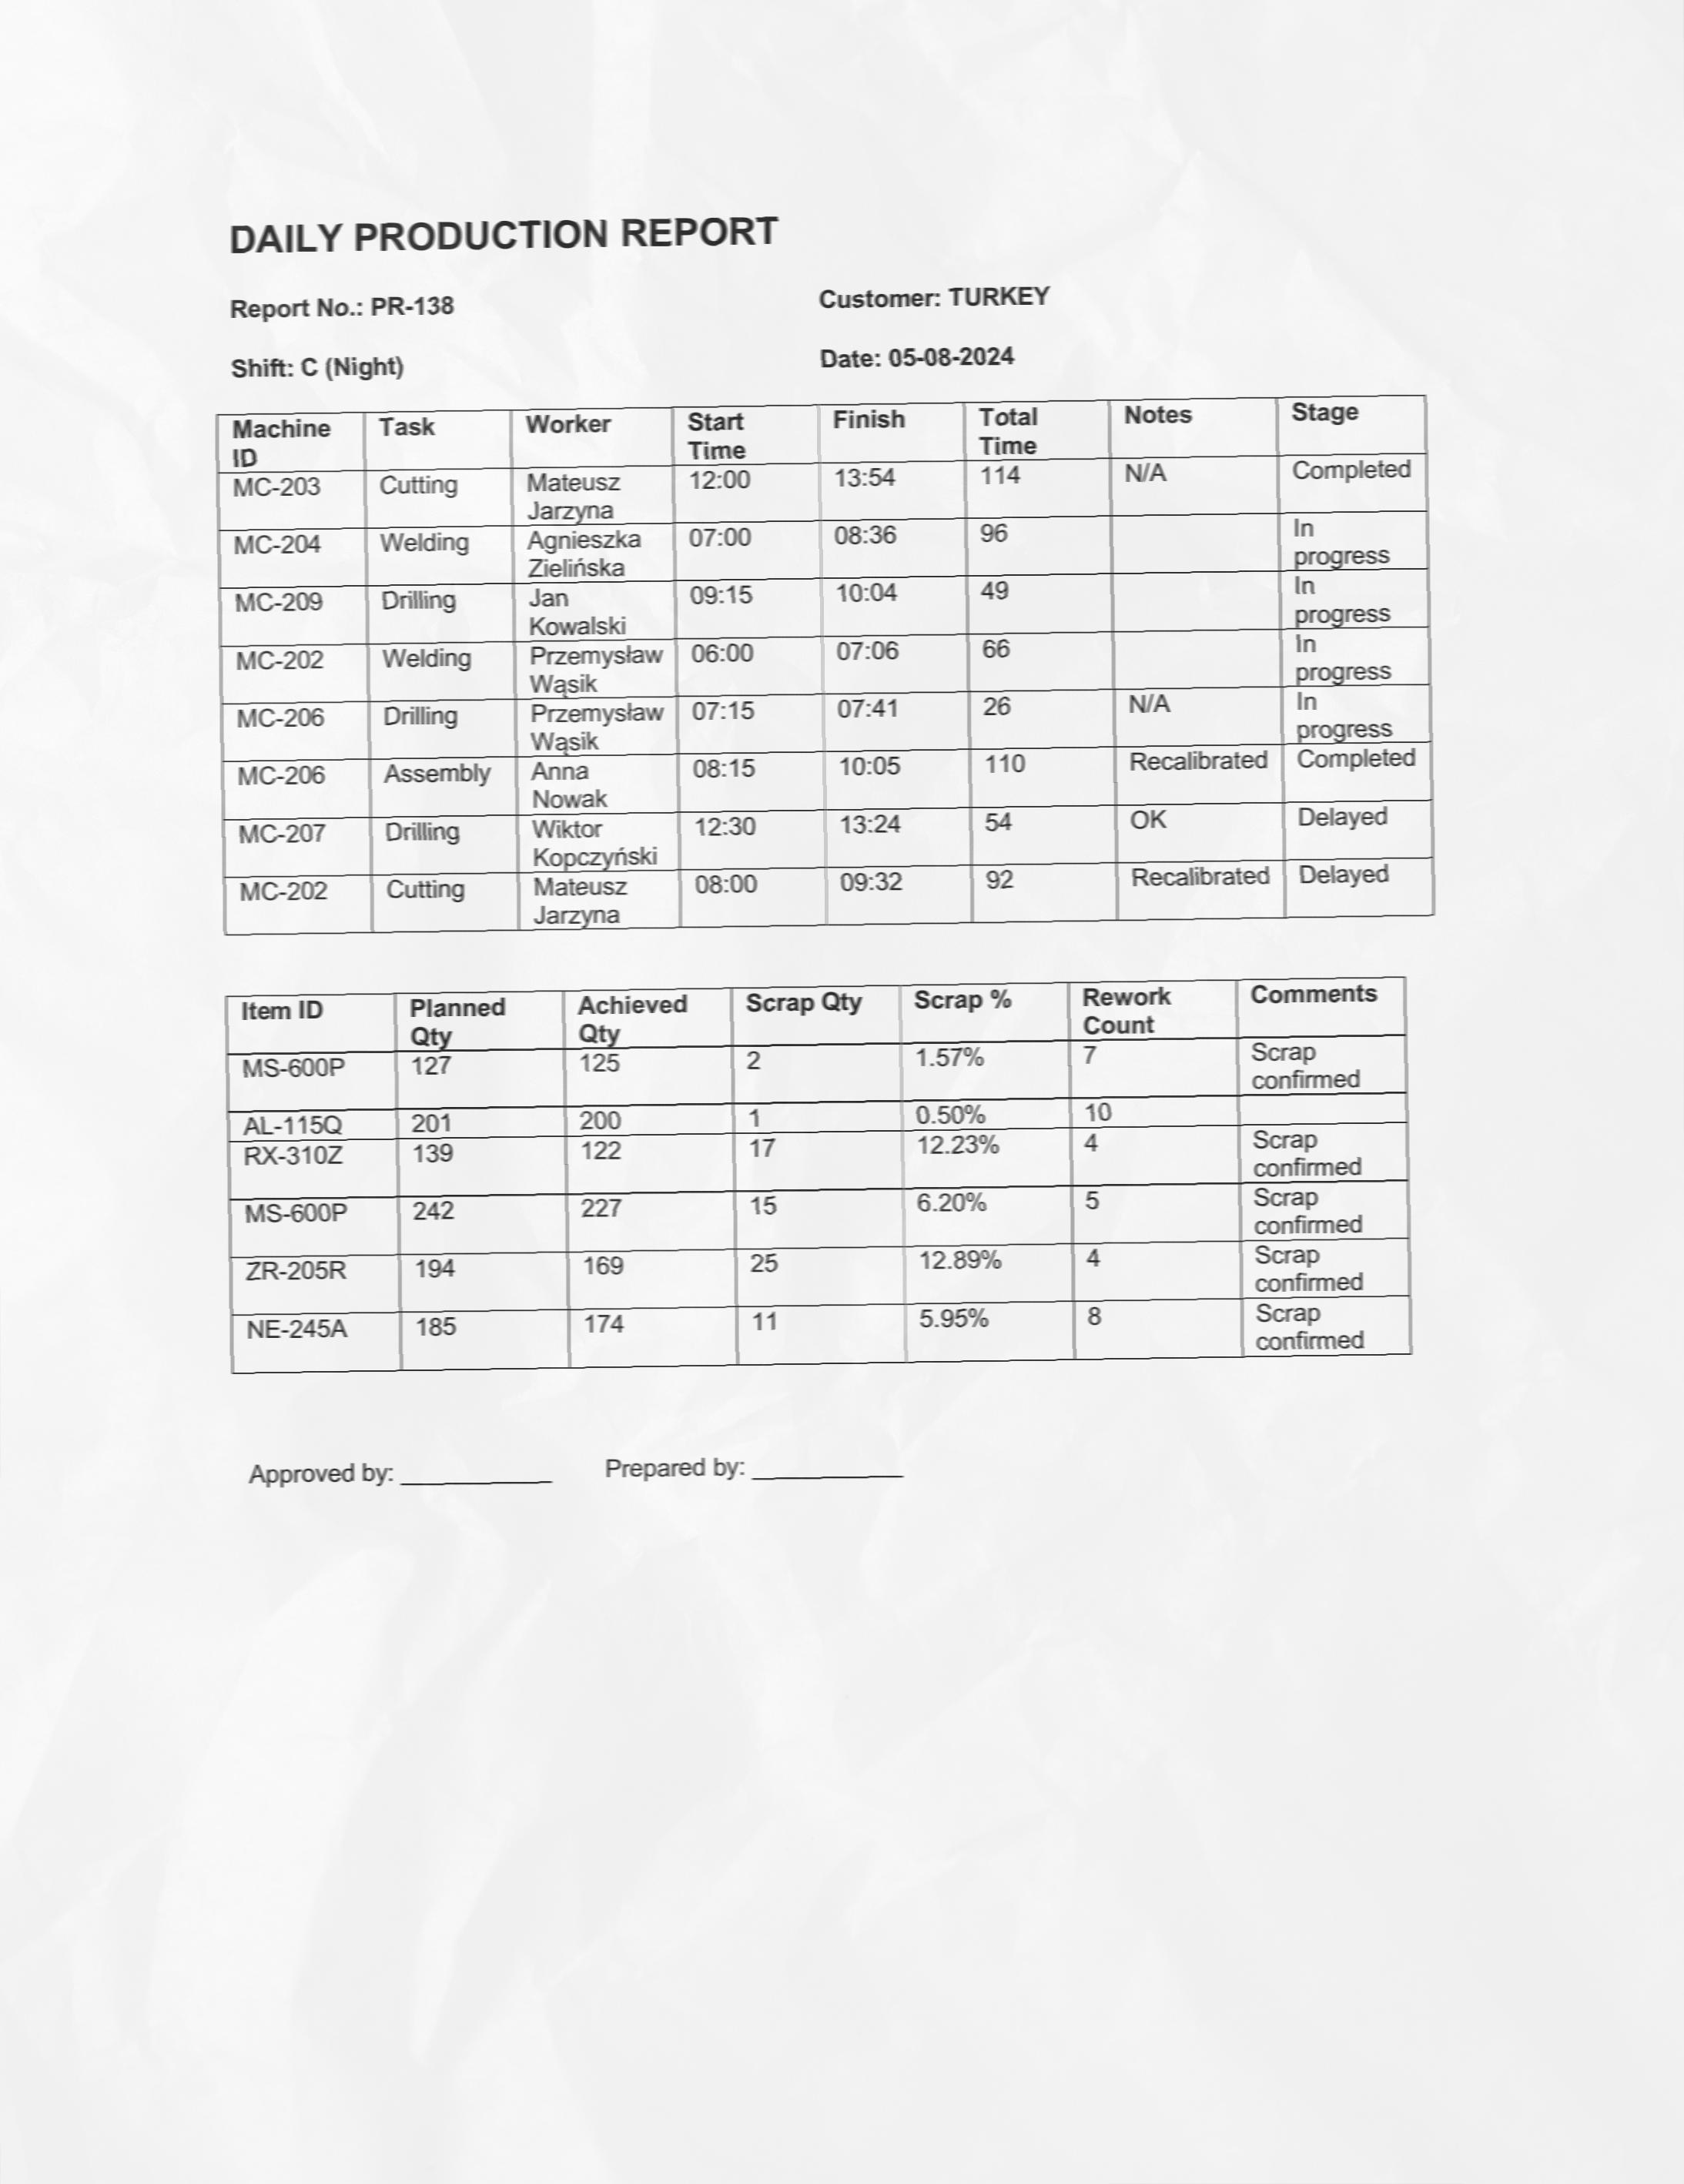 DAILY PRODUCTION REPORT
Report No.: PR-138 Customer: TURKEY
Shift: C (Night) Date: 05-08-2024
Machine ID Task Worker Start Time Finish Total Time Notes Stage
MC-203 Cutting Mateusz Jarzyna 12:00 13:54 114 N/A Completed
MC-204 Welding Agnieszka Zielińska 07:00 08:36 96 In progress
MC-209 Drilling Jan Kowalski 09:15 10:04 49 In progress
MC-202 Welding Przemysław Wąsik 06:00 07:06 66 In progress
MC-206 Drilling Przemysław Wąsik 07:15 07:41 26 N/A In progress
MC-206 Assembly Anna Nowak 08:15 10:05 110 Recalibrated Completed
MC-207 Drilling Wiktor Kopczyński 12:30 13:24 54 OK Delayed
MC-202 Cutting Mateusz Jarzyna 08:00 09:32 92 Recalibrated Delayed
Item ID Planned Qty Achieved Qty Scrap Qty Scrap % Rework Count Comments
MS-600P 127 125 2 1.57% 7 Scrap confirmed
AL-115Q 201 200 1 0.50% 10
RX-310Z 139 122 17 12.23% 4 Scrap confirmed
MS-600P 242 227 15 6.20% 5 Scrap confirmed
ZR-205R 194 169 25 12.89% 4 Scrap confirmed
NE-245A 185 174 11 5.95% 8 Scrap confirmed
Approved by: ___________ Prepared by: ___________